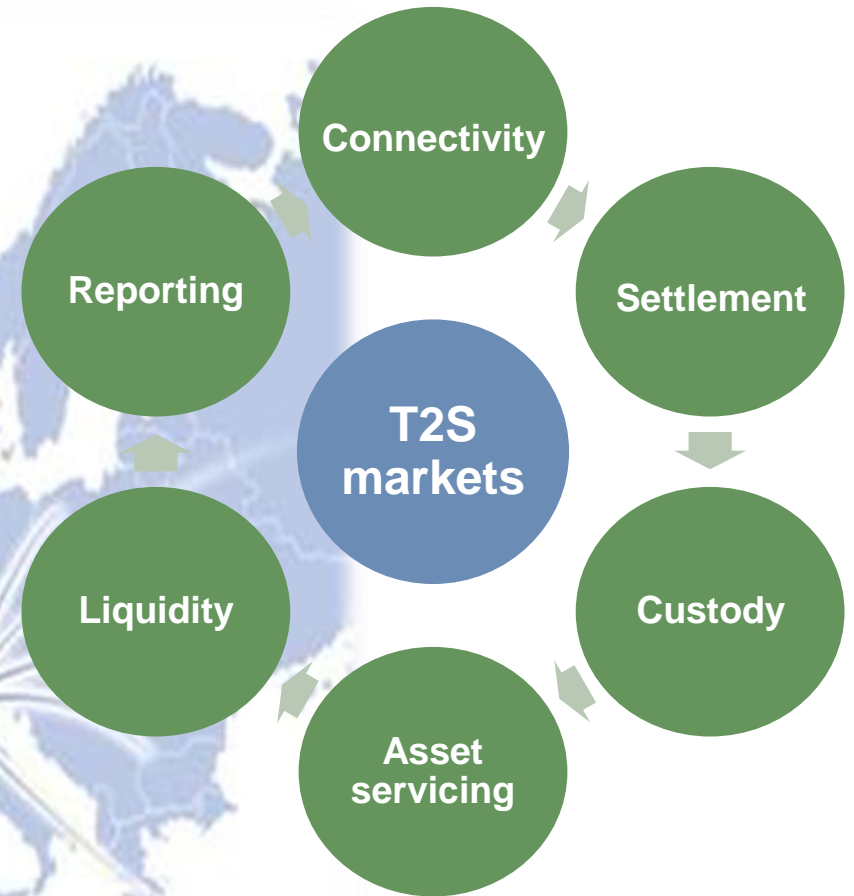 Connectivity
Reporting
Settlement
T2S
markets
Liquidity
Custody
Asset
servicing